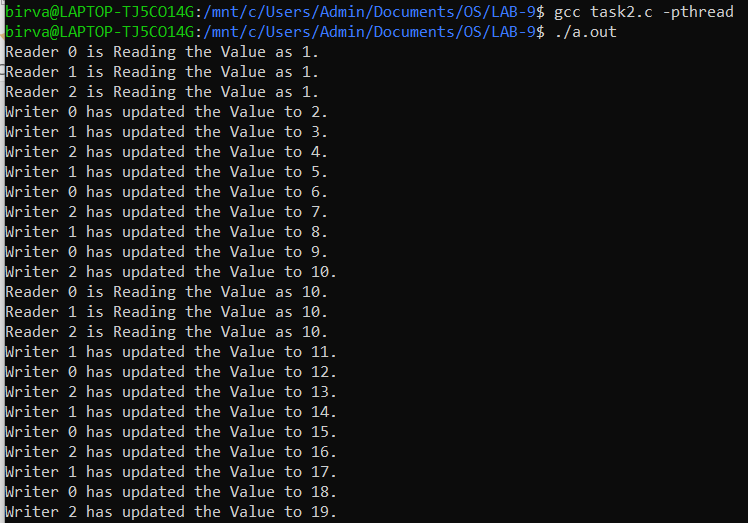 birva@LAPTOP-TJ5CO14G:/mnt/c/Users/Admin/Documents/OS/LAB-9$ gcc task2.c -pthread
birva@LAPTOP-TJ5CO14G:/mnt/c/Users/Admin/Documents/OS/LAB-9$ ./a.out
Reader 0 is Reading the Value as 1.
Reader 1 is Reading the Value as 1.
Reader 2 is Reading the Value as 1.
Writer 0 has updated the Value to 2.
Writer 1 has updated the Value to 3.
Writer 2 has updated the Value to 4.
Writer 1 has updated the Value to 5.
Writer 0 has updated the Value to 6.
Writer 2 has updated the Value to 7.
Writer 1 has updated the Value to 8.
Writer 0 has updated the Value to 9.
Writer 2 has updated the Value to 10.
Reader 0 is Reading the Value as 10.
Reader 1 is Reading the Value as 10.
Reader 2 is Reading the Value as 10.
Writer 1 has updated the Value to 11.
Writer 0 has updated the Value to 12.
Writer 2 has updated the Value to 13.
Writer 1 has updated the Value to 14.
Writer 0 has updated the Value to 15.
Writer 2 has updated the Value to 16.
Writer 1 has updated the Value to 17.
Writer 0 has updated the Value to 18.
Writer 2 has updated the Value to 19.